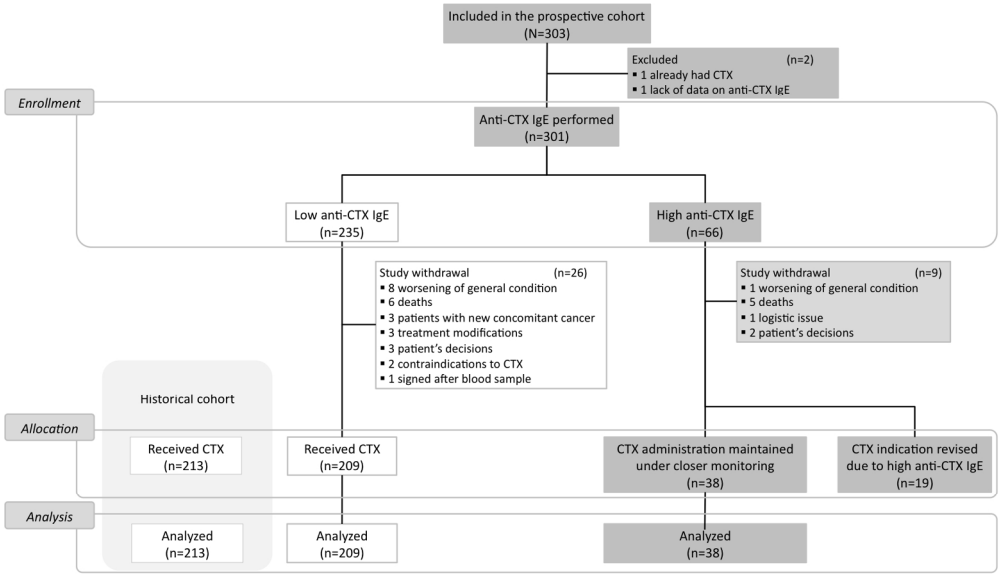 Included in the prospective cohort
(N=303)
Excluded (n=2)
▪ 1 already had CTX
▪ 1 lack of data on anti-CTX IgE
Enrollment
Anti-CTX IgE performed
(n=301)
Low anti-CTX IgE
(n=235)
High anti-CTX IgE
(n=66)
Study withdrawal (n=26)
▪ 8 worsening of general condition
▪ 6 deaths
▪ 3 patients with new concomitant cancer
▪ 3 treatment modifications
▪ 3 patient's decisions
▪ 2 contraindications to CTX
▪ 1 signed after blood sample
Study withdrawal (n=9)
▪ 1 worsening of general condition
▪ 5 deaths
▪ 1 logistic issue
▪ 2 patient's decisions
Historical cohort
Allocation
Received CTX
(n=213)
Received CTX
(n=209)
CTX administration maintained
under closer monitoring
(n=38)
CTX indication revised
due to high anti-CTX IgE
(n=19)
Analysis
Analyzed
(n=213)
Analyzed
(n=209)
Analyzed
(n=38)